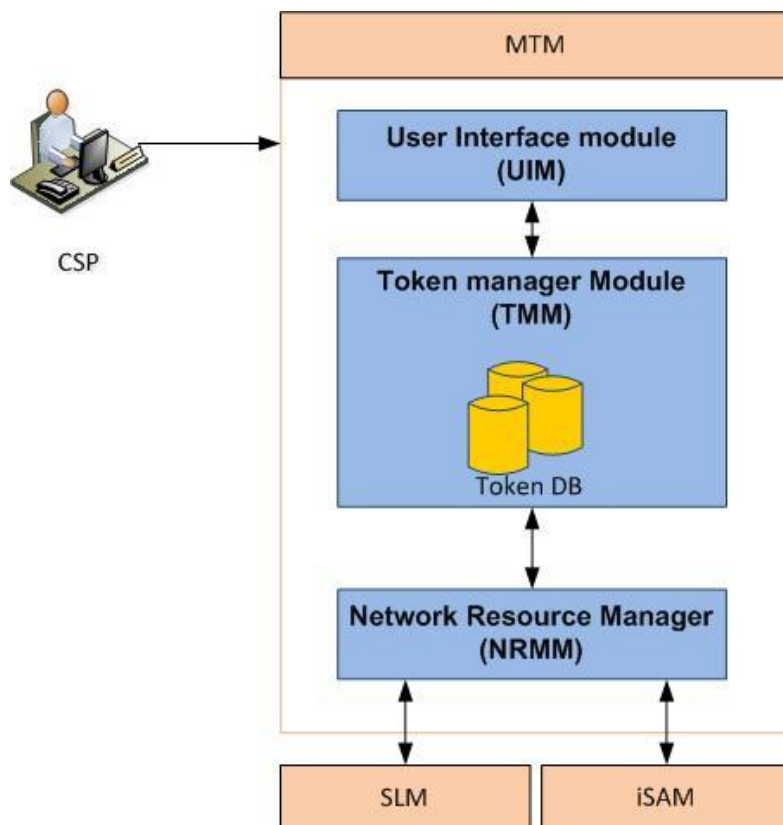 MTM
User Interface module
(UIM)
CSP
Token manager Module
(TMM)
Token DB
Network Resource Manager
(NRMM)
SLM
iSAM